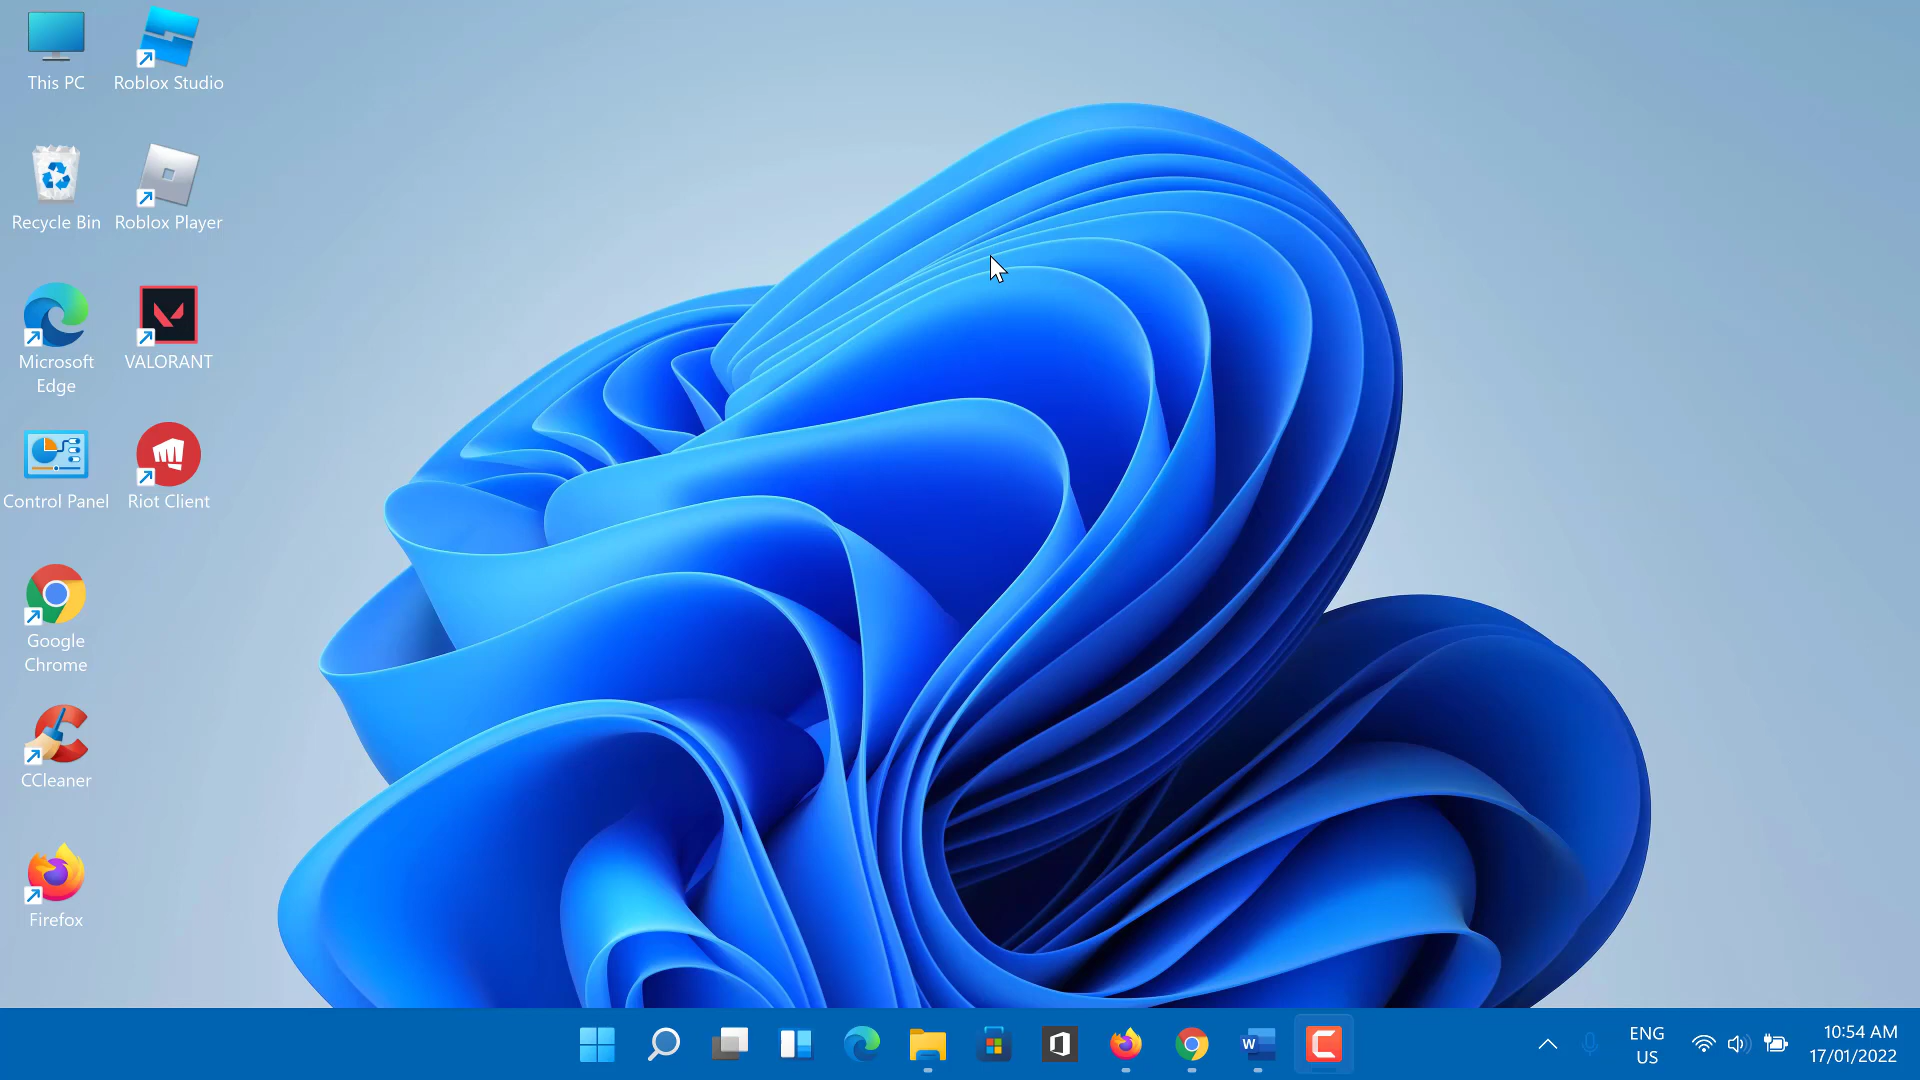 This PC
Roblox Studio
Recycle Bin
Roblox Player
Microsoft
Edge
VALORANT
Control Panel
Riot Client
Google
Chrome
CCleaner
Firefox
W
ENG
US
10:54 AM
17/01/2022